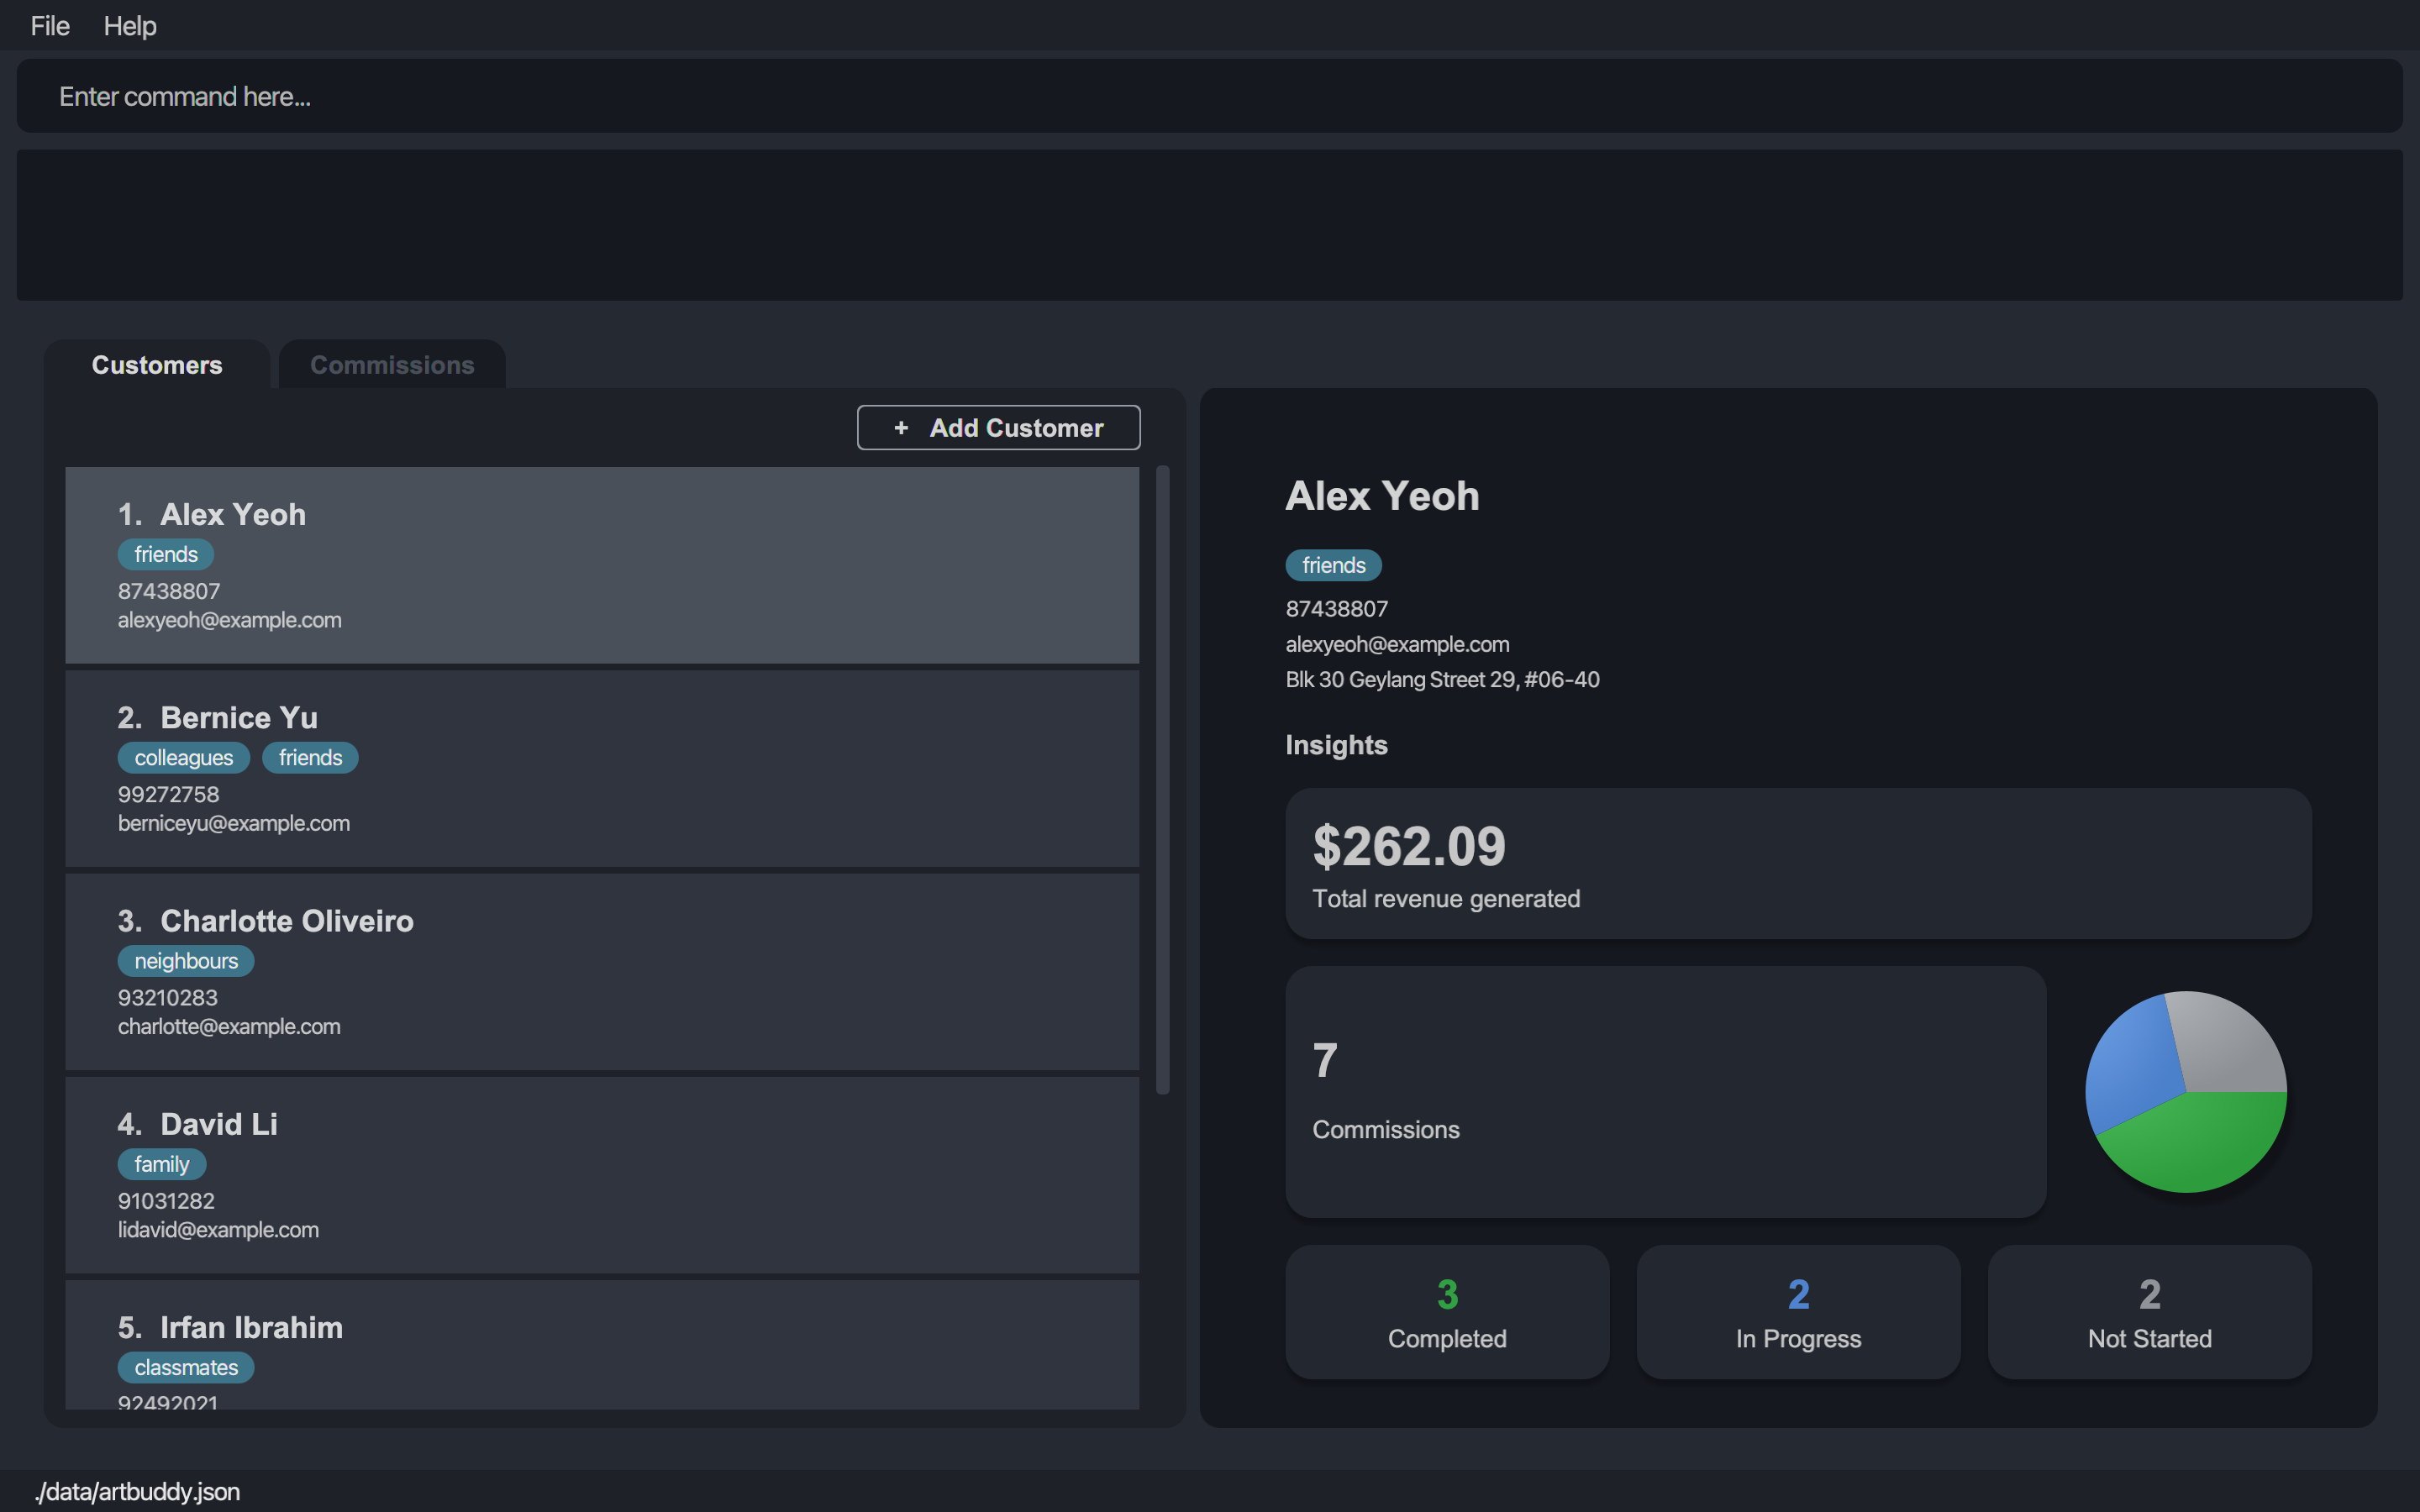 File Help
Enter command here...
Customers Commissions
+ Add Customer
1. Alex Yeoh
friends
87438807
alexyeoh@example.com
2. Bernice Yu
colleagues friends
99272758
berniceyu@example.com
3. Charlotte Oliveiro
neighbours
93210283
charlotte@example.com
4. David Li
family
91031282
lidavid@example.com
5. Irfan Ibrahim
classmates
92492021
Alex Yeoh
friends
87438807
alexyeoh@example.com
Blk 30 Geylang Street 29, #06-40
Insights
$262.09
Total revenue generated
7
Commissions
3
Completed
2
In Progress
2
Not Started
./data/artbuddy.json